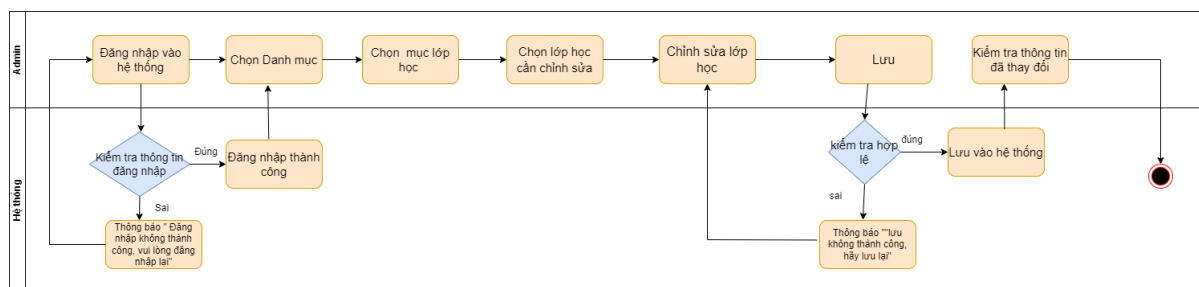 Admin
Đăng nhập vào
hệ thống
Chọn Danh mục
Chọn mục lớp
học
Chọn lớp học
cần chỉnh sửa
Chỉnh sửa lớp
học
Lưu
Kiểm tra thông tin
đã thay đổi
Hệ thống
Kiểm tra thông tin
đăng nhập
Đúng
Đăng nhập thành
công
Sai
Thông báo " Đăng
nhập không thành
công, vui lòng đăng
nhập lại"
kiểm tra hợp
lệ
đúng
Lưu vào hệ thống
sai
Thông báo ""lưu
không thành công,
hãy lưu lại"